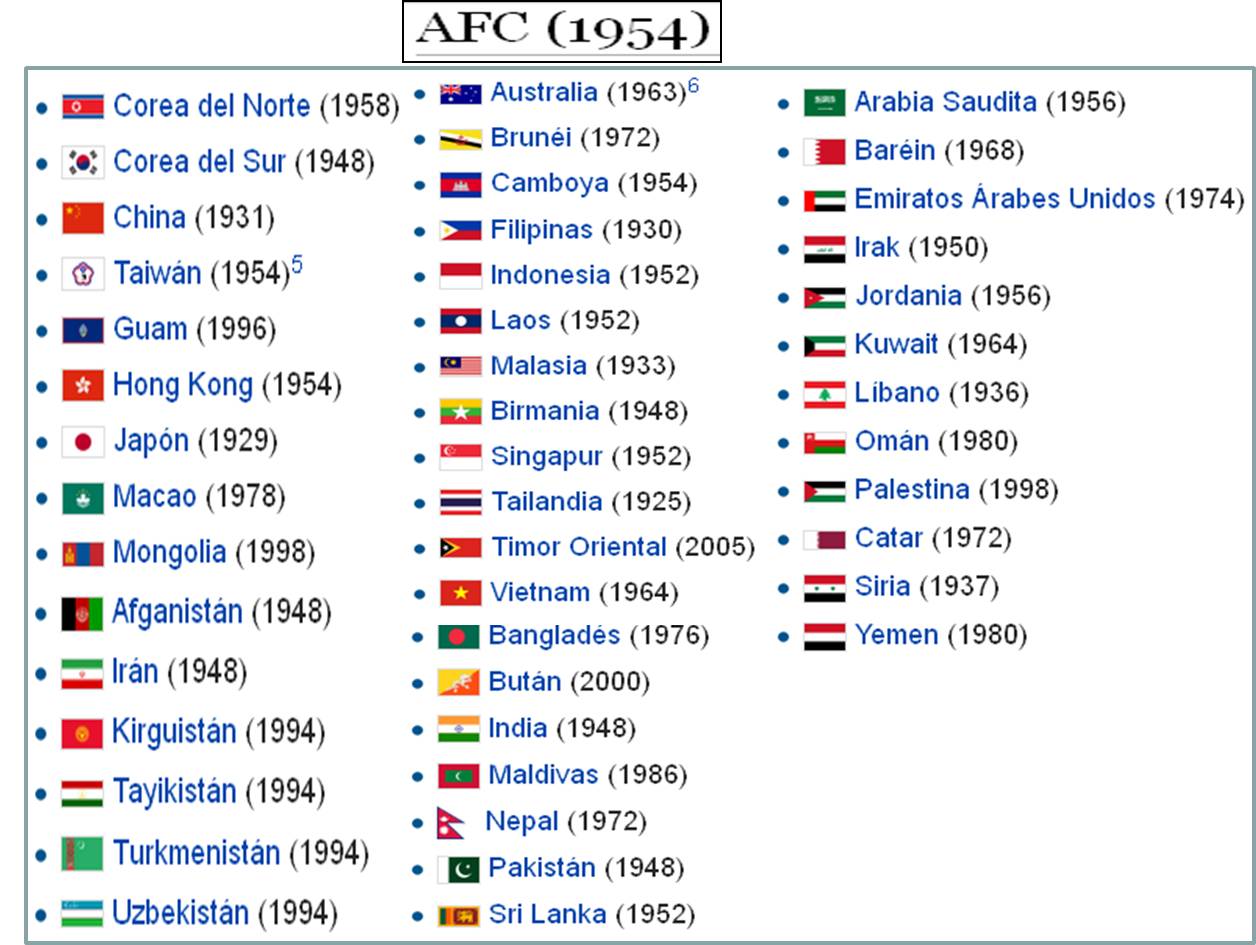 AFC (1954)
Corea del Norte (1958)
Corea del Sur (1948)
China (1931)
Taiwán (1954)5
Guam (1996)
Hong Kong (1954)
Japón (1929)
Macao (1978)
Mongolia (1998)
Afganistán (1948)
Irán (1948)
Kirguistán (1994)
Tayikistán (1994)
Turkmenistán (1994)
Uzbekistán (1994)
Australia (1963)6
Brunéi (1972)
Camboya (1954)
Filipinas (1930)
Indonesia (1952)
Laos (1952)
Malasia (1933)
Birmania (1948)
Singapur (1952)
Tailandia (1925)
Timor Oriental (2005)
Vietnam (1964)
Bangladés (1976)
Bután (2000)
India (1948)
Maldivas (1986)
Nepal (1972)
Pakistán (1948)
Sri Lanka (1952)
Arabia Saudita (1956)
Baréin (1968)
Emiratos Árabes Unidos (1974)
Irak (1950)
Jordania (1956)
Kuwait (1964)
Líbano (1936)
Omán (1980)
Palestina (1998)
Catar (1972)
Siria (1937)
Yemen (1980)